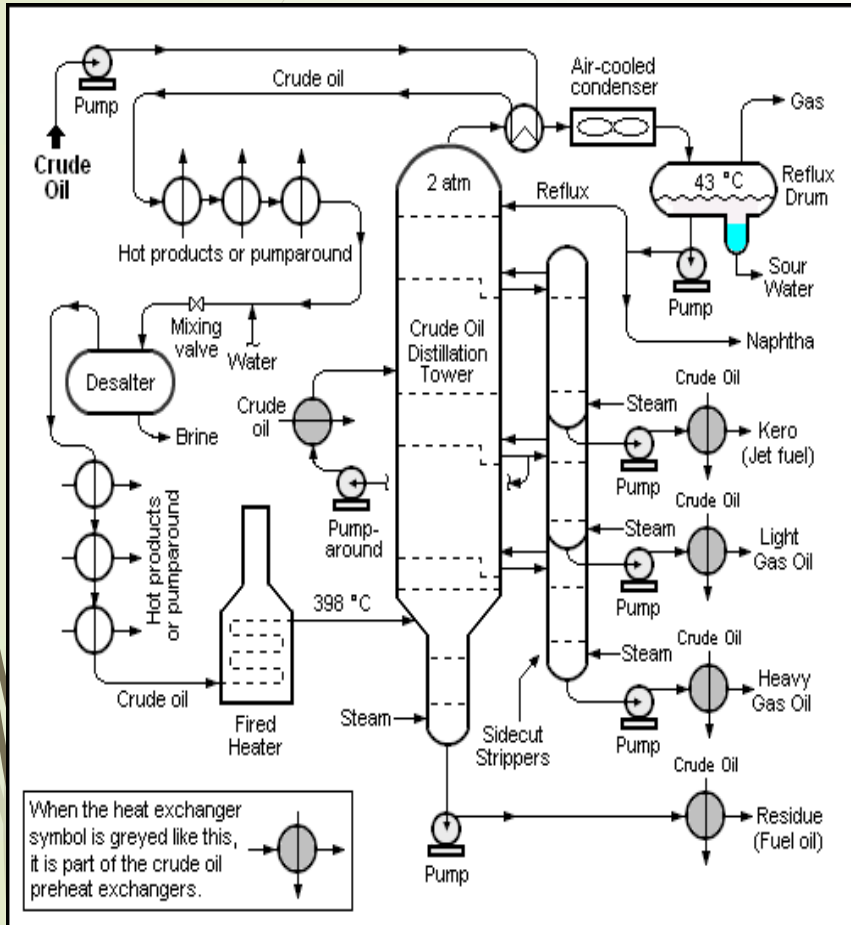 Pump
Crude oil
Air-cooled
condenser
Gas
Crude
Oil
2 atm
Reflux
43 °C
Reflux
Drum
Hot products or pumparound
Pump
Sour
Water
Mixing
valve
Water
Naphtha
Crude Oil
Distillation
Tower
Desalter
Crude
oil
Brine
Steam
Crude Oil
Pump
Kero
(Jet fuel)
Pump-
around
Hot products
or pumparound
Steam
Crude Oil
Pump
Light
Gas Oil
398 °C
Crude oil
Fired
Heater
Steam
Steam
Crude Oil
Sidecut
Strippers
Pump
Heavy
Gas Oil
Crude Oil
Pump
Residue
(Fuel oil)
When the heat exchanger
symbol is greyed like this,
it is part of the crude oil
preheat exchangers.